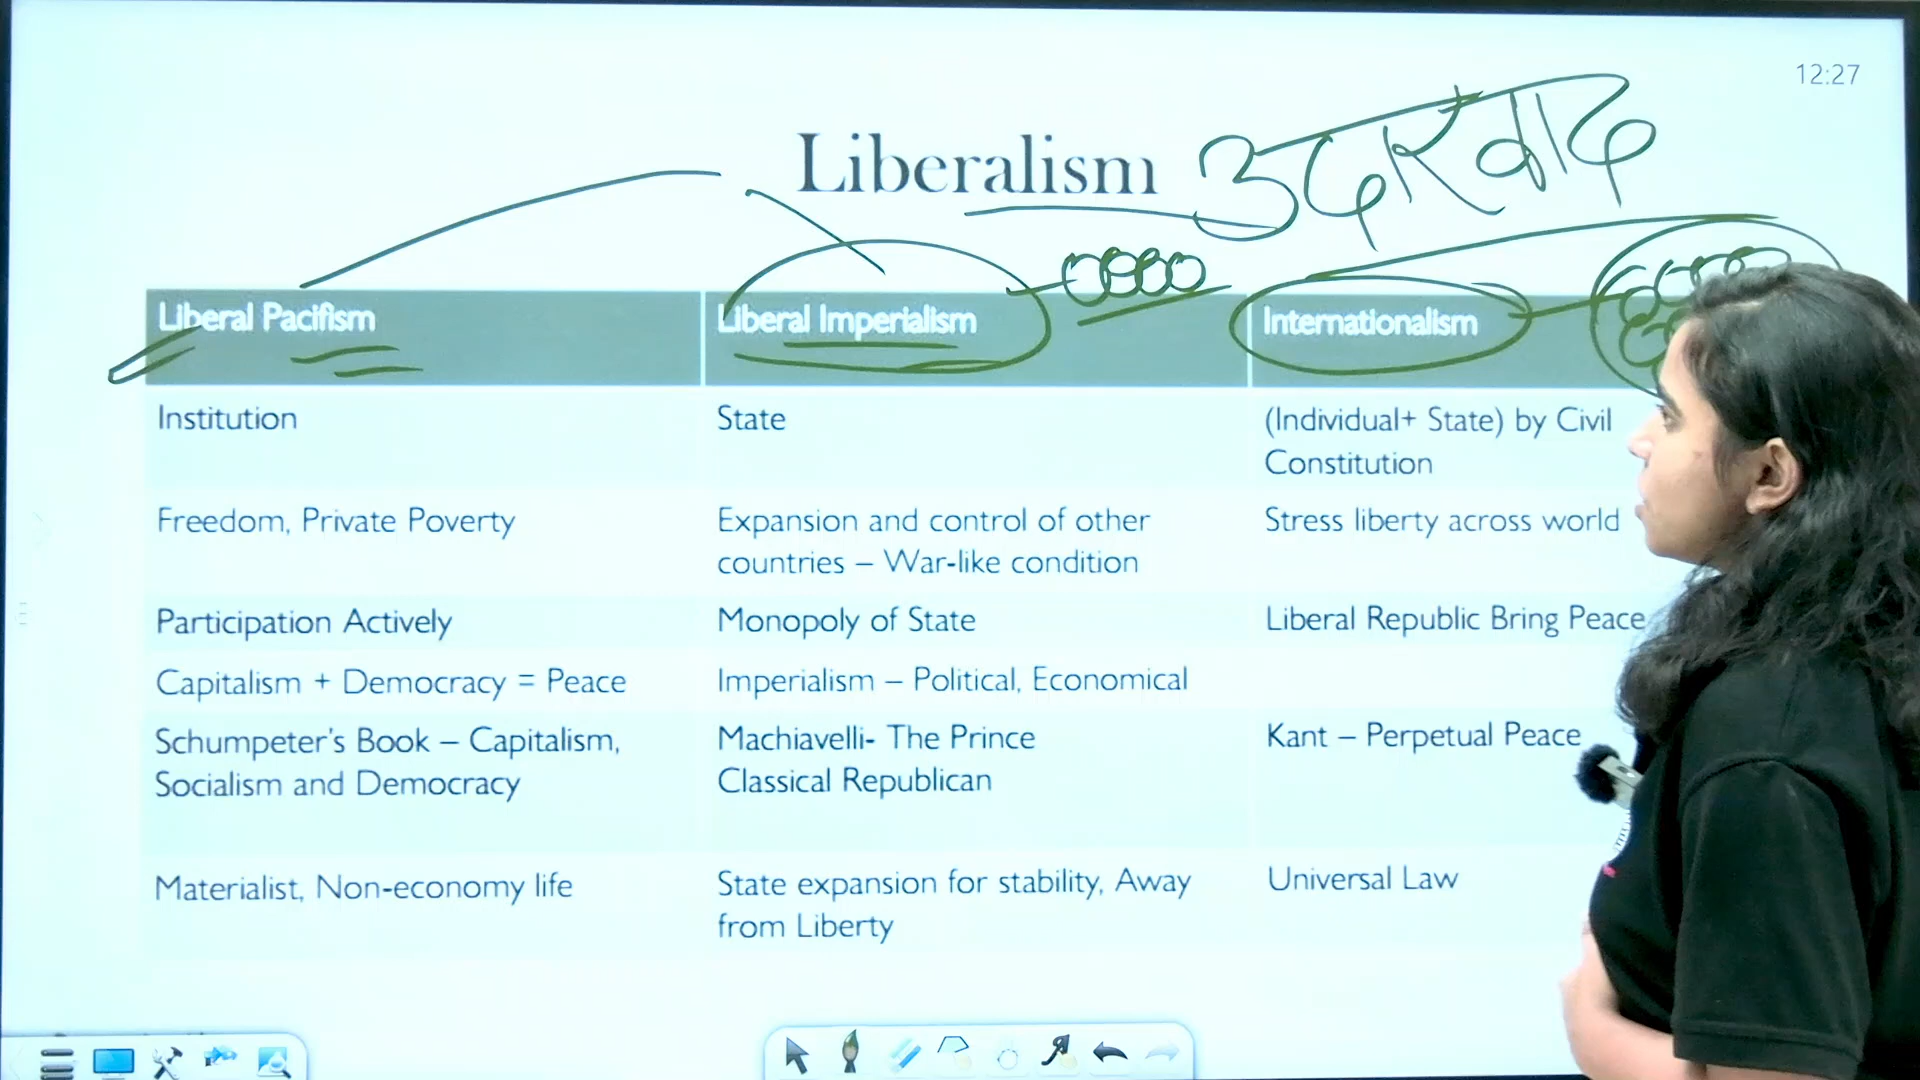 12:27
Liberalism उदारवाद
Liberal Pacifism
Liberal Imperialism
Internationalism
Institution
State
(Individual+ State) by Civil
Constitution
Freedom, Private Poverty
Expansion and control of other
countries – War-like condition
Stress liberty across world
Participation Actively
Monopoly of State
Liberal Republic Bring Peace
Capitalism + Democracy = Peace
Imperialism – Political, Economical
Schumpeter's Book – Capitalism,
Socialism and Democracy
Machiavelli- The Prince
Classical Republican
Kant – Perpetual Peace
Materialist, Non-economy life
State expansion for stability, Away
from Liberty
Universal Law